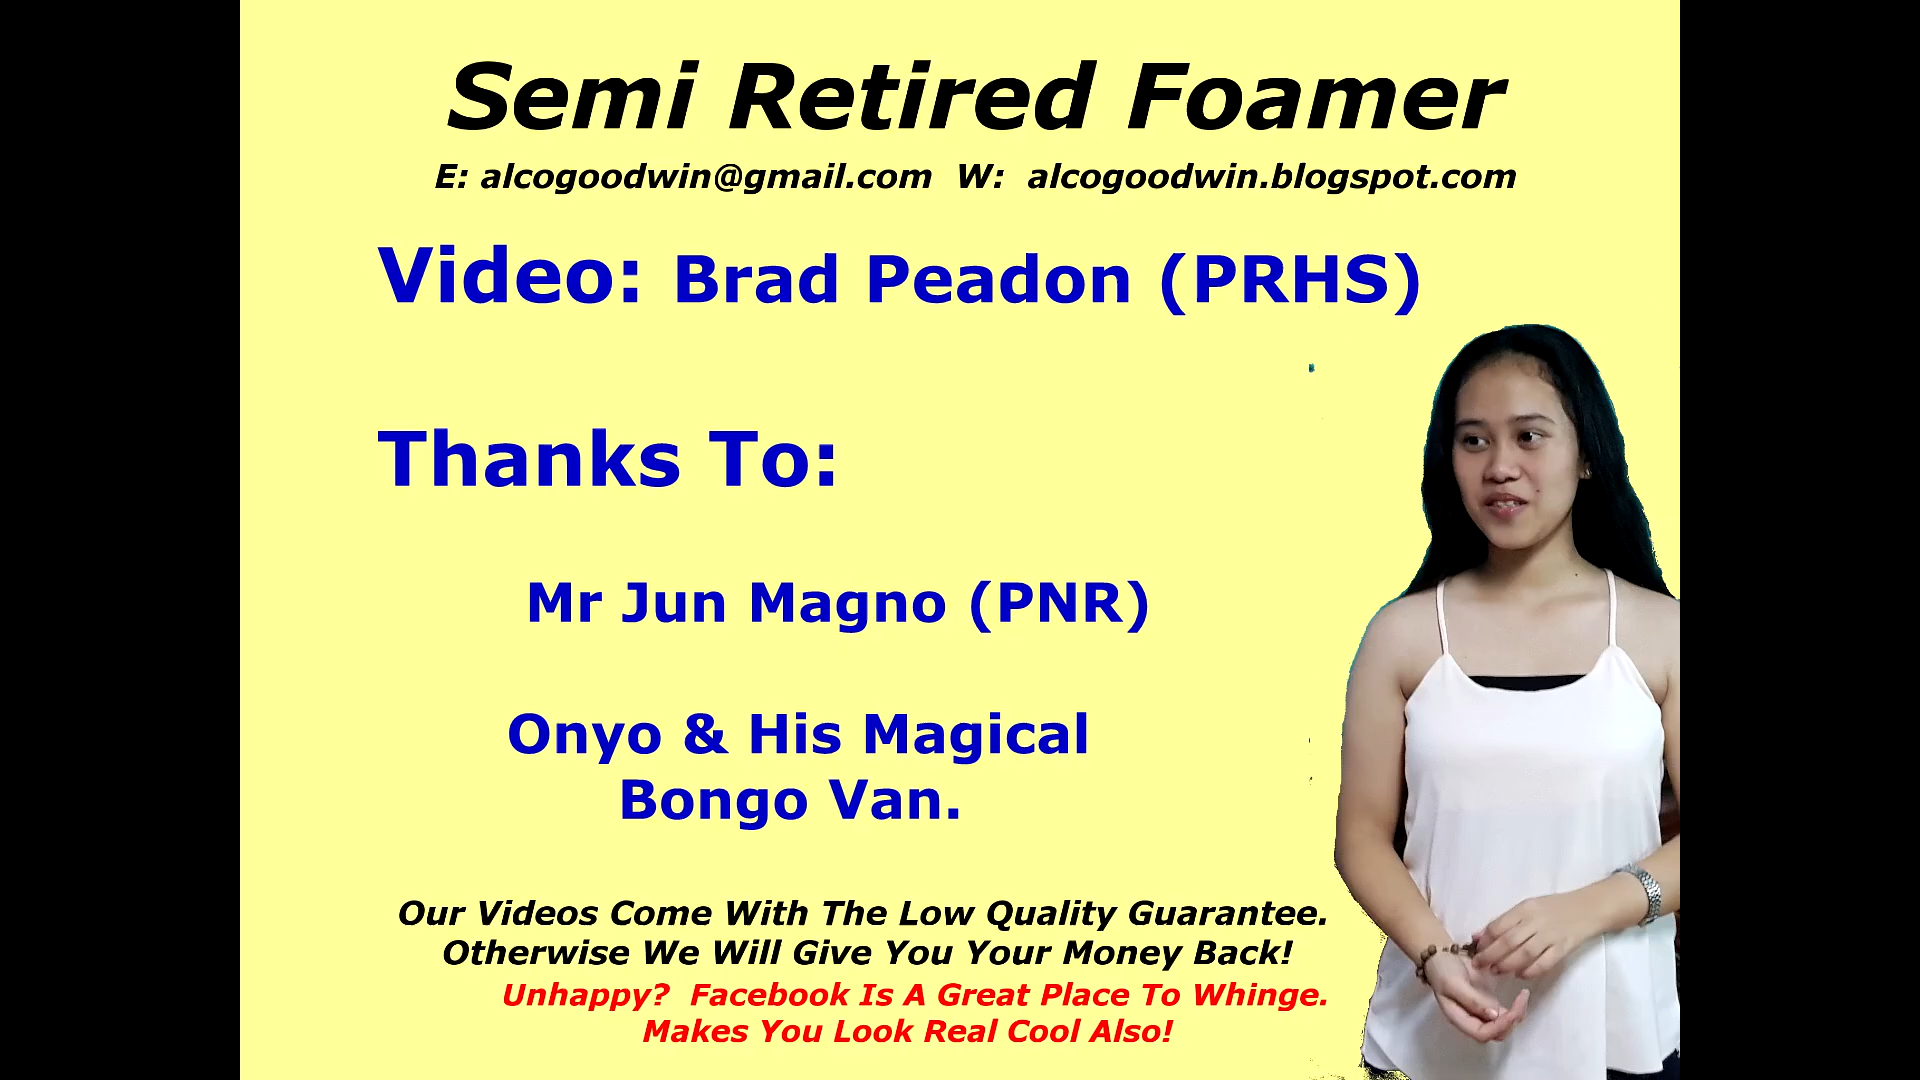 Semi Retired Foamer
E: alcogoodwin@gmail.com W: alcogoodwin.blogspot.com
Video: Brad Peadon (PRHS)
Thanks To:
Mr Jun Magno (PNR)
Onyo & His Magical
Bongo Van.
Our Videos Come With The Low Quality Guarantee.
Otherwise We Will Give You Your Money Back!
Unhappy? Facebook Is A Great Place To Whinge.
Makes You Look Real Cool Also!